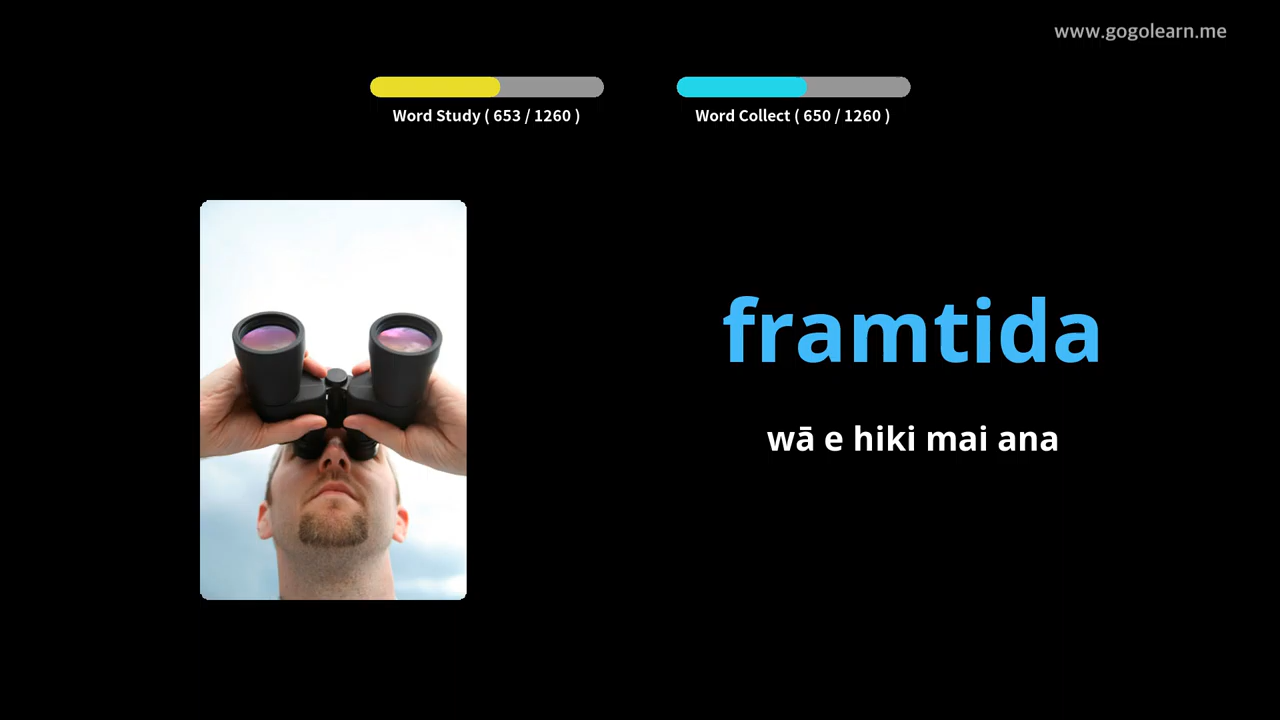 www.gogolearn.me
Word Study ( 653 / 1260 )
Word Collect ( 650 / 1260 )
framtida
wā e hiki mai ana